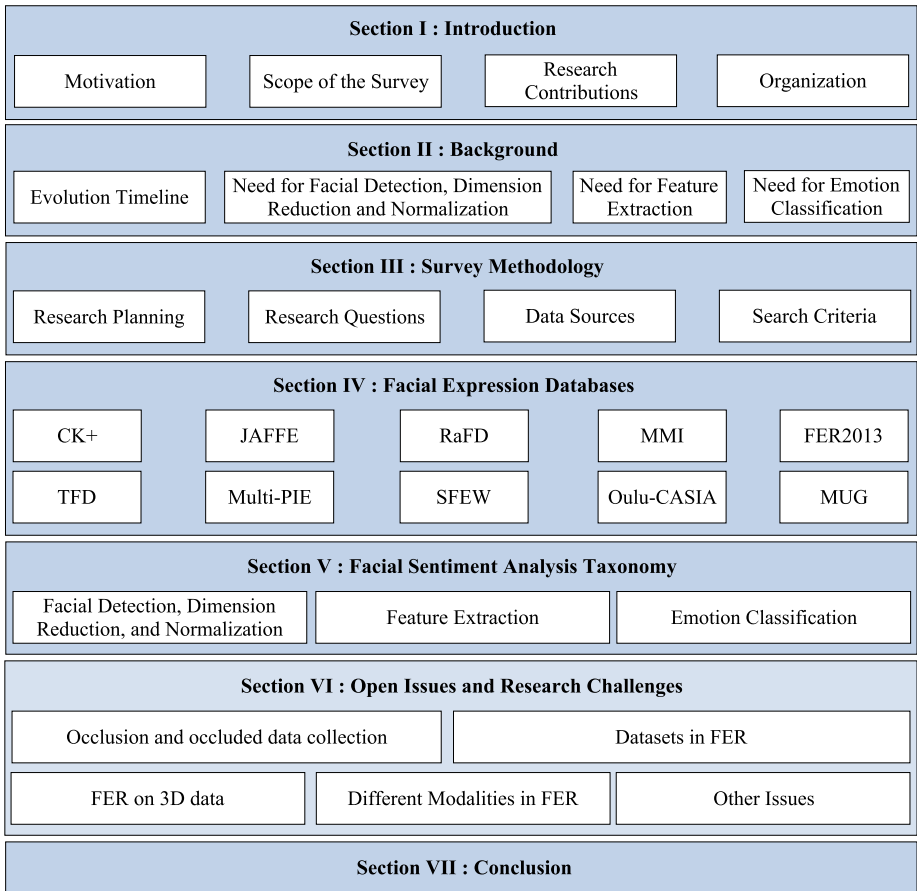 Section I : Introduction
Motivation
Scope of the Survey
Research
Contributions
Organization
Section II : Background
Evolution Timeline
Need for Facial Detection, Dimension
Reduction and Normalization
Need for Feature
Extraction
Need for Emotion
Classification
Section III : Survey Methodology
Research Planning
Research Questions
Data Sources
Search Criteria
Section IV : Facial Expression Databases
CK+
JAFFE
RaFD
MMI
FER2013
TFD
Multi-PIE
SFEW
Oulu-CASIA
MUG
Section V : Facial Sentiment Analysis Taxonomy
Facial Detection, Dimension
Reduction, and Normalization
Feature Extraction
Emotion Classification
Section VI : Open Issues and Research Challenges
Occlusion and occluded data collection
Datasets in FER
FER on 3D data
Different Modalities in FER
Other Issues
Section VII : Conclusion